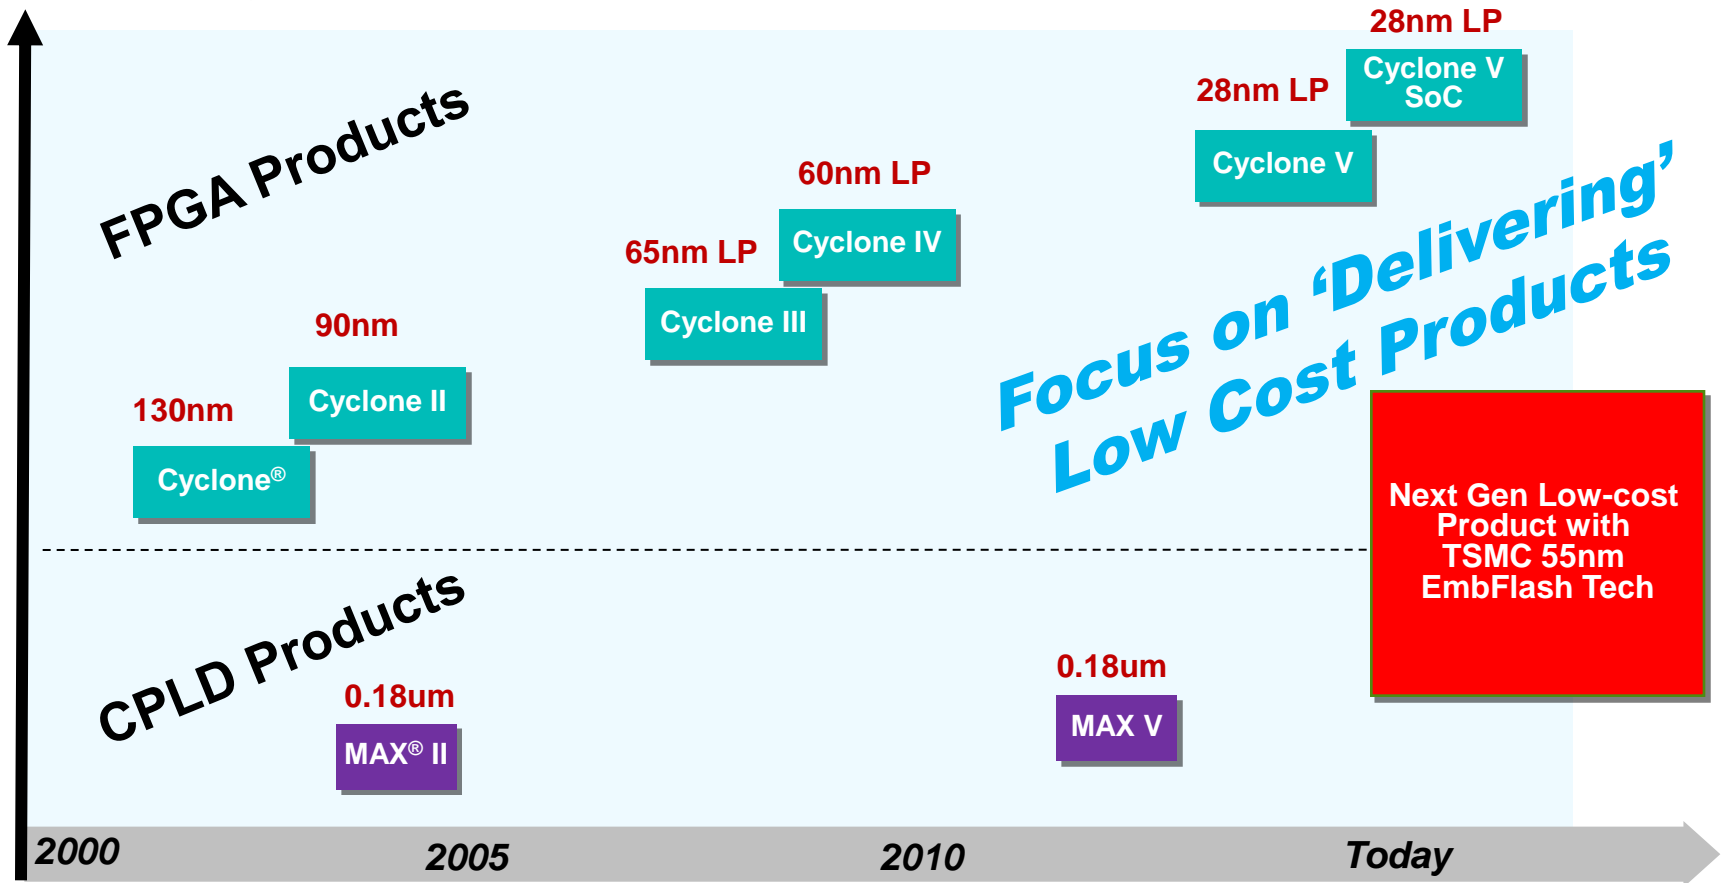 28nm LP
Cyclone V
SoC
28nm LP
Cyclone V
FPGA Products
60nm LP
Cyclone IV
65nm LP
Cyclone III
90nm
Cyclone II
130nm
Cyclone®
Focus on ‘Delivering’
Low Cost Products
Next Gen Low-cost
Product with
TSMC 55nm
EmbFlash Tech
CPLD Products
0.18um
MAX® II
0.18um
MAX V
2000
2005
2010
Today